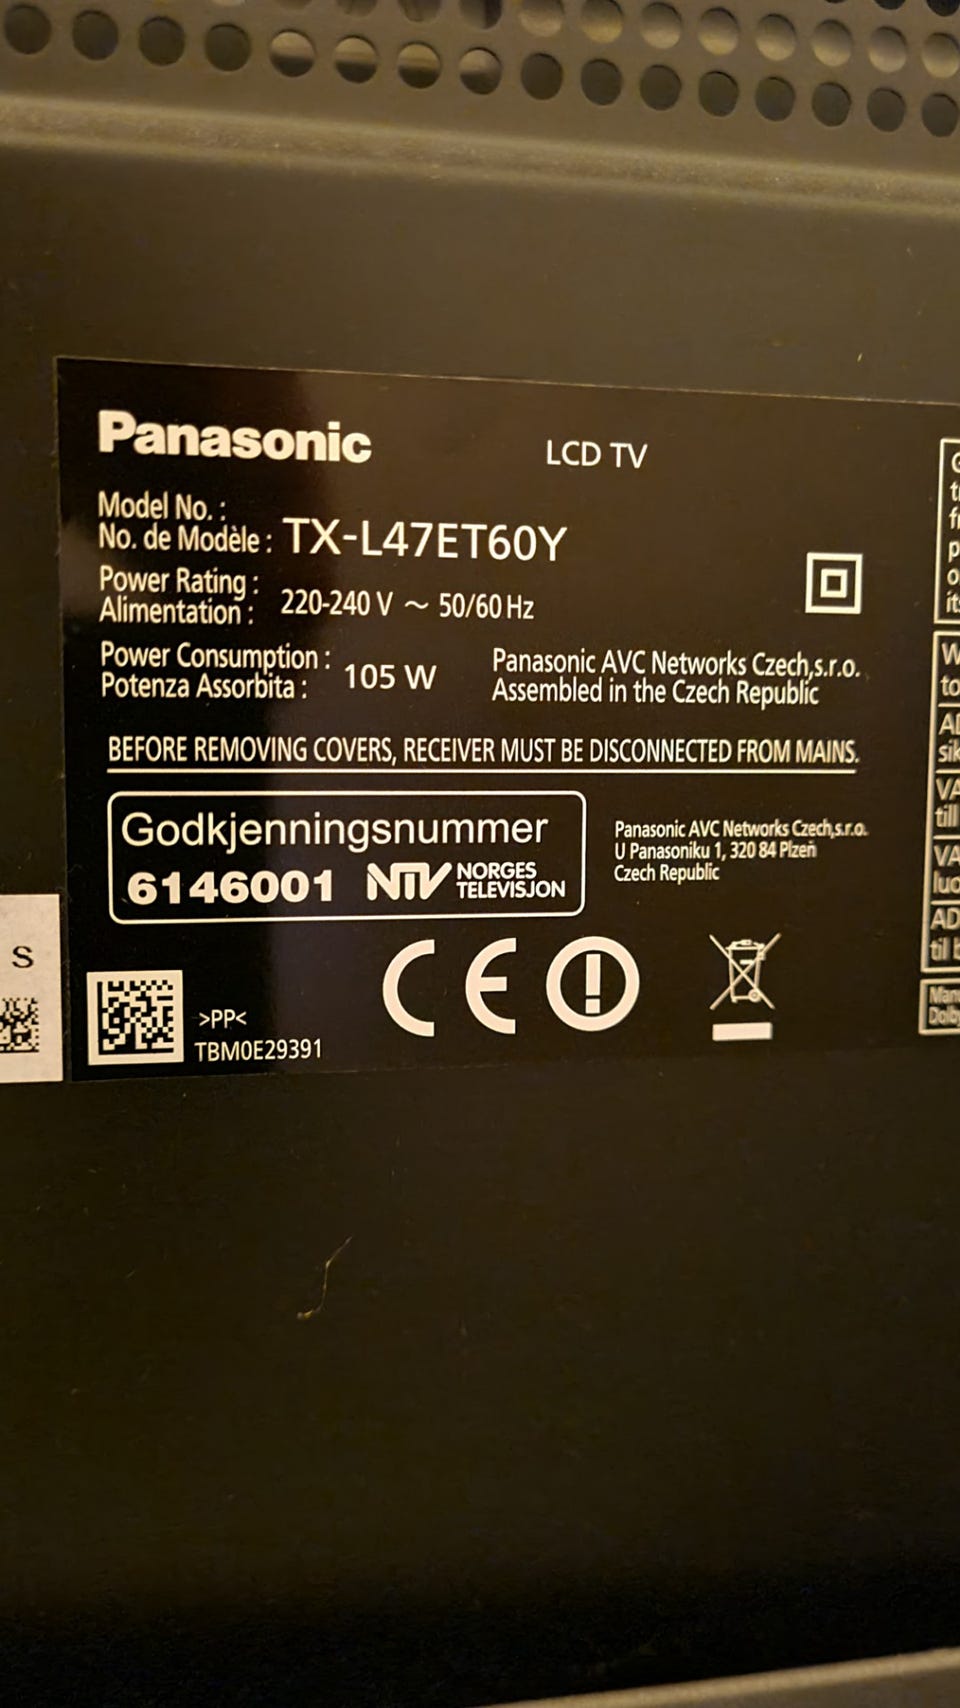 Panasonic
LCD TV
Model No. :
No. de Modèle : TX-L47ET60Y
Power Rating :
Alimentation : 220-240 V ~ 50/60 Hz
Power Consumption :
Potenza Assorbita : 105 W
Panasonic AVC Networks Czech,s.r.o.
Assembled in the Czech Republic
BEFORE REMOVING COVERS, RECEIVER MUST BE DISCONNECTED FROM MAINS.
Godkjenningsnummer
6146001 NTV NORGES
TELEVISJON
Panasonic AVC Networks Czech,s.r.o.
U Panasoniku 1, 320 84 Plzeň
Czech Republic
CE
>PP<
TBM0E29391
S